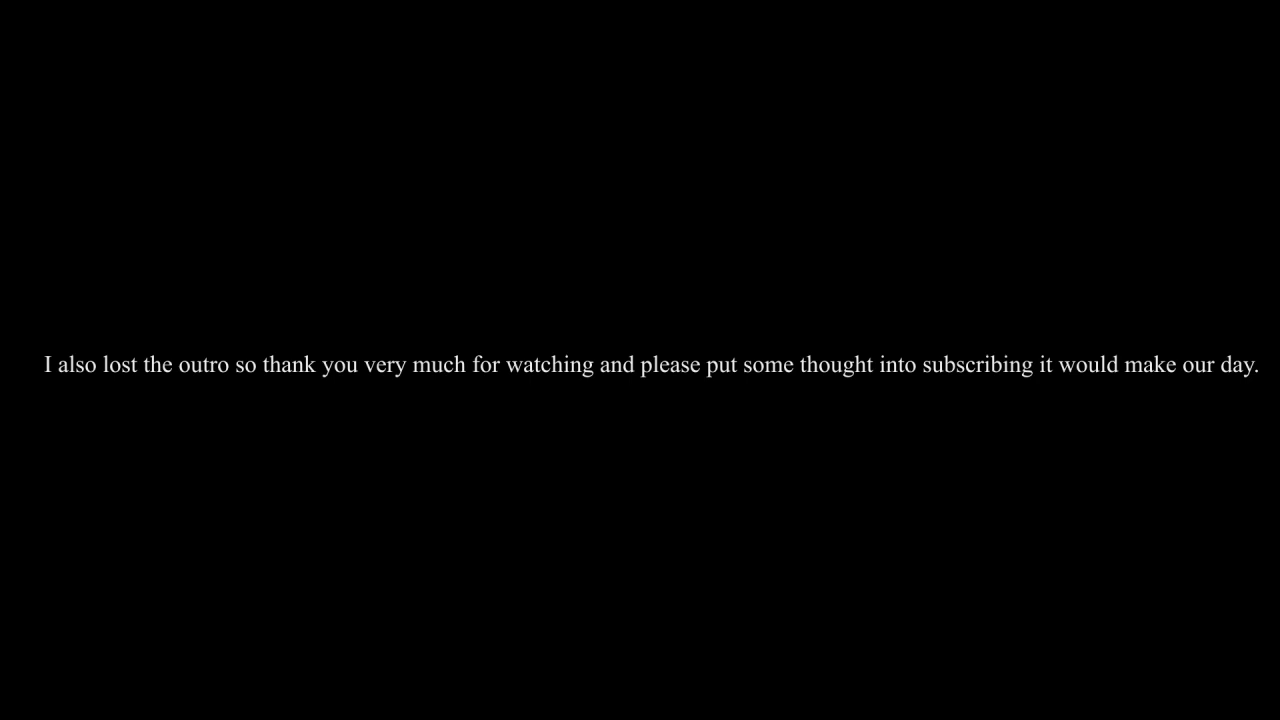 I also lost the outro so thank you very much for watching and please put some thought into subscribing it would make our day.